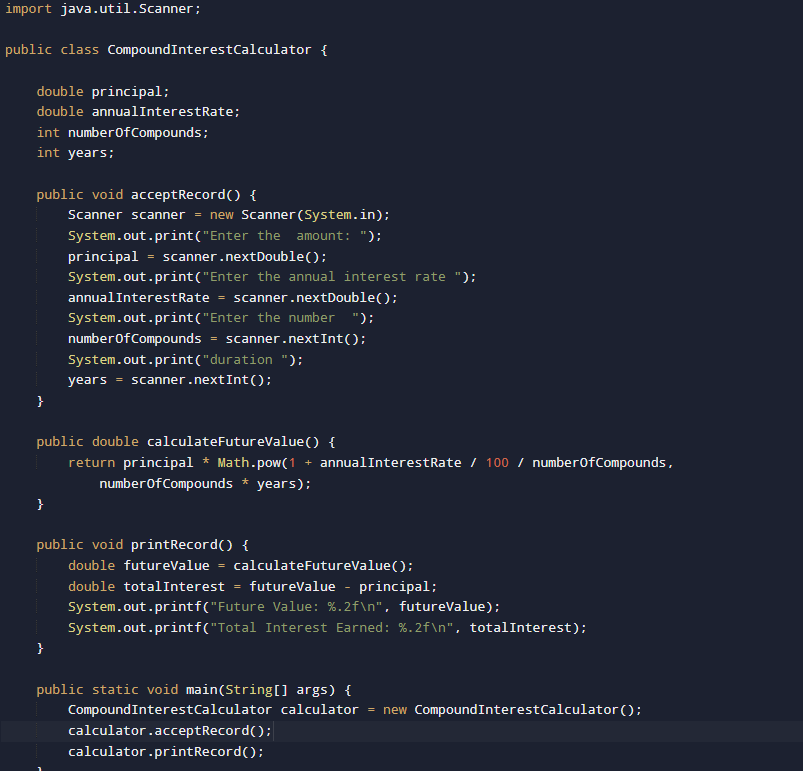 import java.util.Scanner;
public class CompoundInterestCalculator {
double principal;
double annualInterestRate;
int numberOfCompounds;
int years;
public void acceptRecord() {
Scanner scanner = new Scanner(System.in);
System.out.print("Enter the  amount: ");
principal = scanner.nextDouble();
System.out.print("Enter the annual interest rate ");
annualInterestRate = scanner.nextDouble();
System.out.print("Enter the number  ");
numberOfCompounds = scanner.nextInt();
System.out.print("duration ");
years = scanner.nextInt();
}
public double calculateFutureValue() {
return principal * Math.pow(1 + annualInterestRate / 100 / numberOfCompounds,
numberOfCompounds * years);
}
public void printRecord() {
double futureValue = calculateFutureValue();
double totalInterest = futureValue - principal;
System.out.printf("Future Value: %.2f\n", futureValue);
System.out.printf("Total Interest Earned: %.2f\n", totalInterest);
}
public static void main(String[] args) {
CompoundInterestCalculator calculator = new CompoundInterestCalculator();
calculator.acceptRecord();
calculator.printRecord();
}